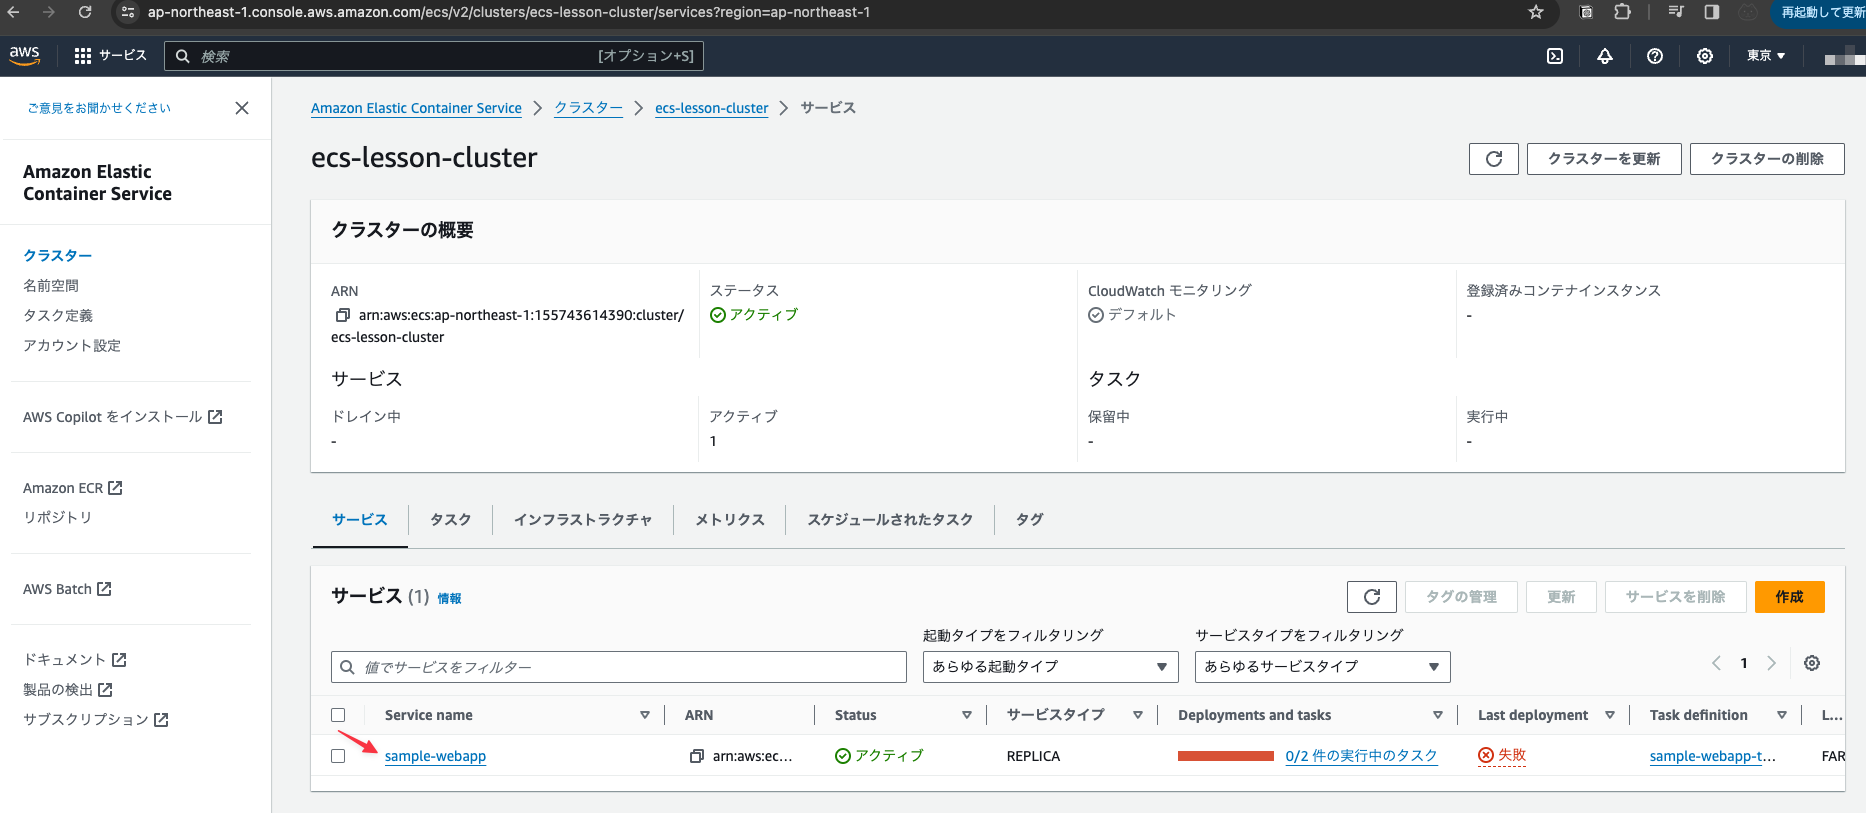 ap-northeast-1.console.aws.amazon.com/ecs/v2/clusters/ecs-lesson-cluster/services?region=ap-northeast-1
再起動して更新
aws
サービス
検索
[オプション+S]
東京
ご意見をお聞かせください
Amazon Elastic Container Service
クラスター
ecs-lesson-cluster
サービス
Amazon Elastic
Container Service
ecs-lesson-cluster
クラスターを更新
クラスターの削除
クラスター
名前空間
タスク定義
アカウント設定
AWS Copilot をインストール
Amazon ECR
リポジトリ
AWS Batch
ドキュメント
製品の検出
サブスクリプション
クラスターの概要
ARN
arn:aws:ecs:ap-northeast-1:155743614390:cluster/
ecs-lesson-cluster
ステータス
アクティブ
CloudWatch モニタリング
デフォルト
登録済みコンテナインスタンス
-
サービス
タスク
ドレイン中
-
アクティブ
1
保留中
-
実行中
-
サービス
タスク
インフラストラクチャ
メトリクス
スケジュールされたタスク
タグ
サービス (1) 情報
タグの管理
更新
サービスを削除
作成
値でサービスをフィルター
起動タイプをフィルタリング
あらゆる起動タイプ
サービスタイプをフィルタリング
あらゆるサービスタイプ
1
Service name
ARN
Status
サービスタイプ
Deployments and tasks
Last deployment
Task definition
L...
sample-webapp
arn:aws:ec...
アクティブ
REPLICA
0/2 件の実行中のタスク
失敗
sample-webapp-t...
FAR